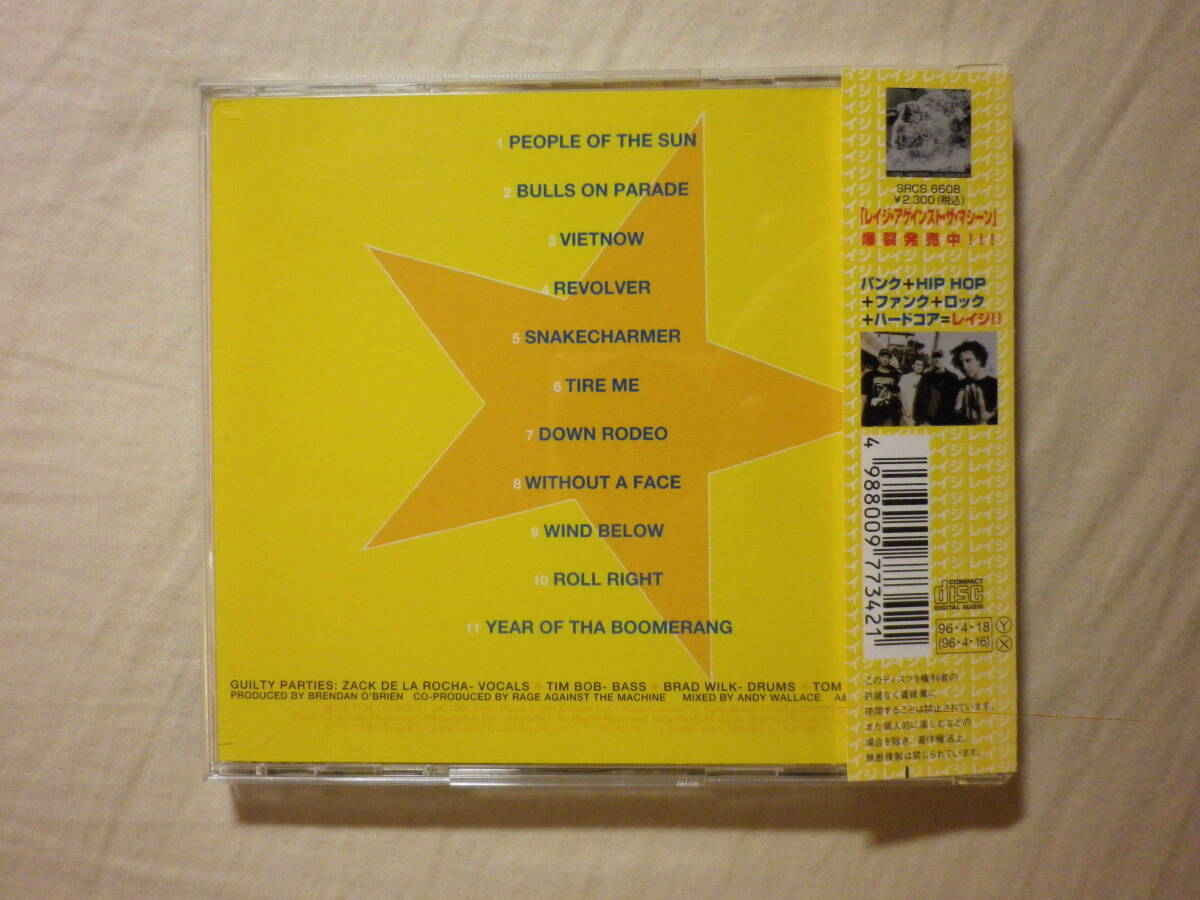 1 PEOPLE OF THE SUN
2 BULLS ON PARADE
3 VIETNOW
4 REVOLVER
5 SNAKECHARMER
6 TIRE ME
7 DOWN RODEO
8 WITHOUT A FACE
9 WIND BELOW
10 ROLL RIGHT
11 YEAR OF THA BOOMERANG
GUILTY PARTIES: ZACK DE LA ROCHA- VOCALS * TIM BOB- BASS * BRAD WILK- DRUMS * TOM
PRODUCED BY BRENDAN O'BRIEN CO-PRODUCED BY RAGE AGAINST THE MACHINE MIXED BY ANDY WALLACE A&
レイジ レイジ レイジ
SRCS 6608
¥2,300(税込)
「レイジ・アゲインスト・ザ・マシーン」
爆裂発売中!!!
パンク+HIP HOP
+ファンク+ロック
+ハードコア=レイジ!!
4 988009 773421
COMPACT
disc
DIGITAL AUDIO
96・4・18 Y
(96・4・16) X
このディスクを権利者の
許諾なく賃貸業に
使用することは禁止されています。
また個人的に楽しむなどの
場合を除き、著作権法上、
無断複製は禁じられています。